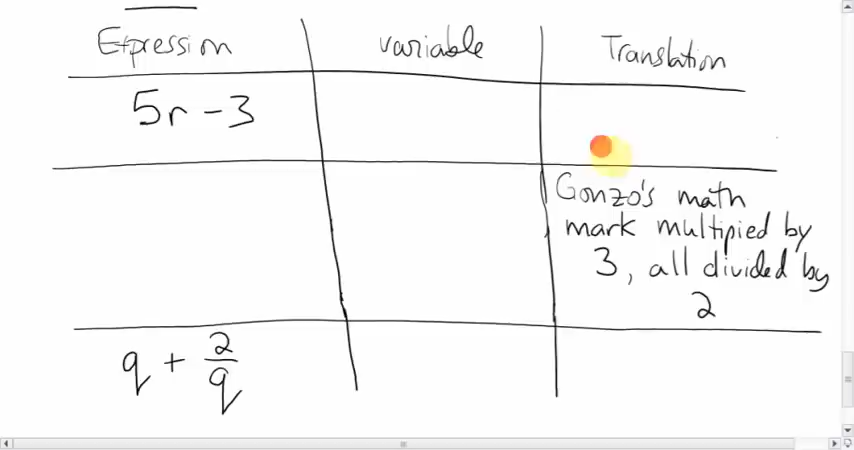 Expression variable Translation
5r - 3
Gonzo's math
mark multipied by
3, all divided by
2
q + 2/q